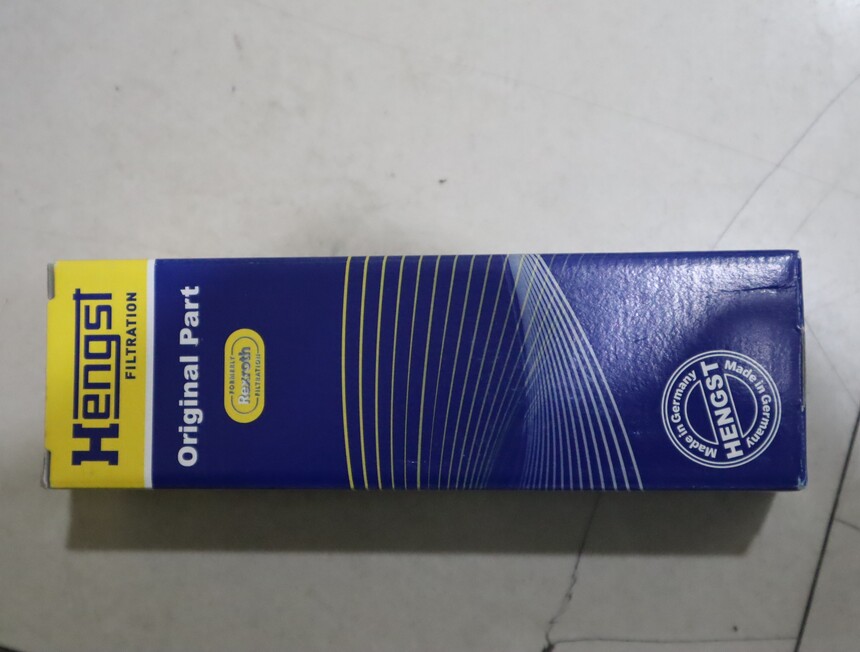 Hengst
FILTRATION
Original Part
FORMERLY
Rexroth
FILTRATION
Made in Germany
HENGST
Made in Germany